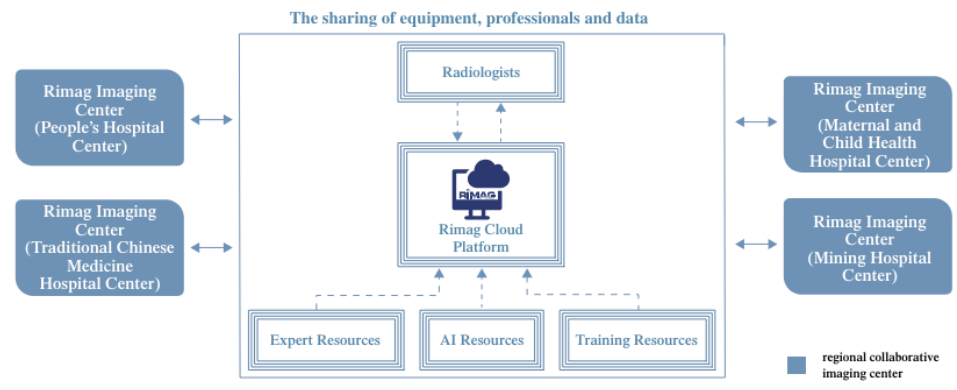 The sharing of equipment, professionals and data
Radiologists
Rimag Imaging
Center
(People's Hospital
Center)
Rimag Imaging
Center
(Maternal and
Child Health
Hospital Center)
RIMAG
Rimag Cloud
Platform
Rimag Imaging
Center
(Traditional Chinese
Medicine
Hospital Center)
Rimag Imaging
Center
(Mining Hospital
Center)
Expert Resources
AI Resources
Training Resources
regional collaborative
imaging center